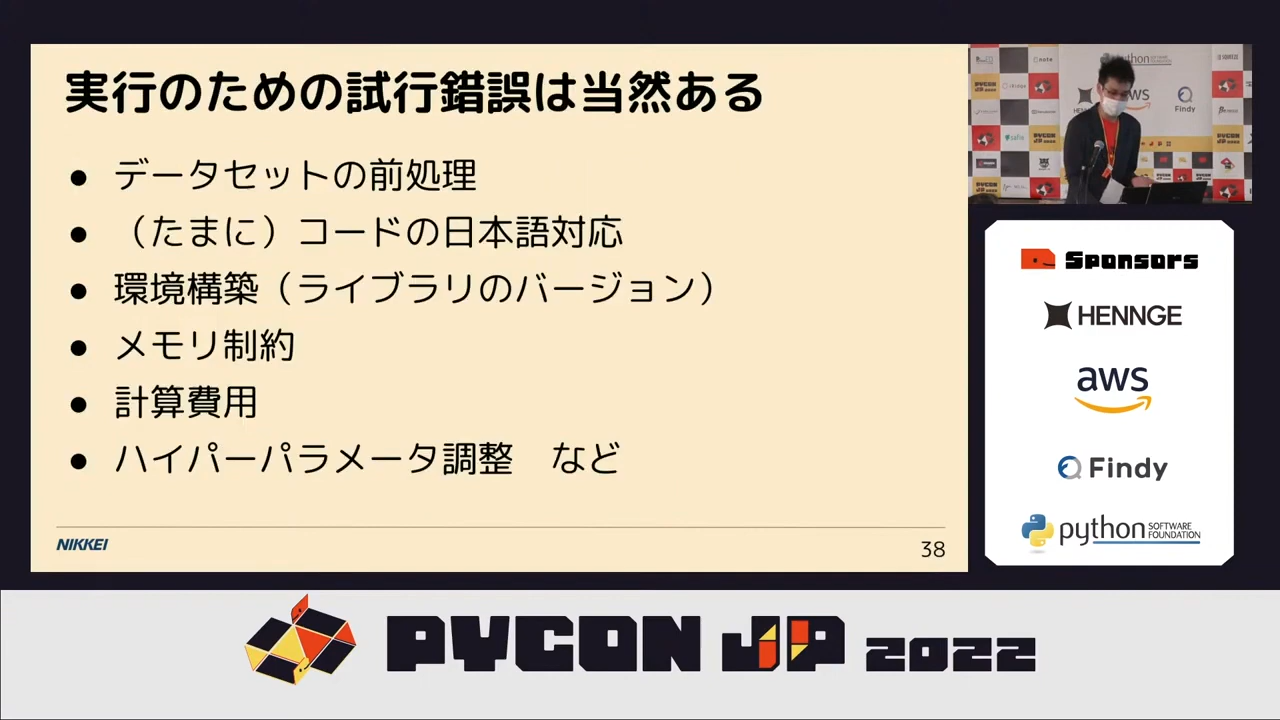 実行のための試行錯誤は当然ある
● データセットの前処理
● （たまに）コードの日本語対応
● 環境構築（ライブラリのバージョン）
● メモリ制約
● 計算費用
● ハイパーパラメータ調整　など
NIKKEI
38
note
python
aws
Findy
Sponsors
HENNGE
aws
Findy
python SOFTWARE FOUNDATION
PYCON JP 2022